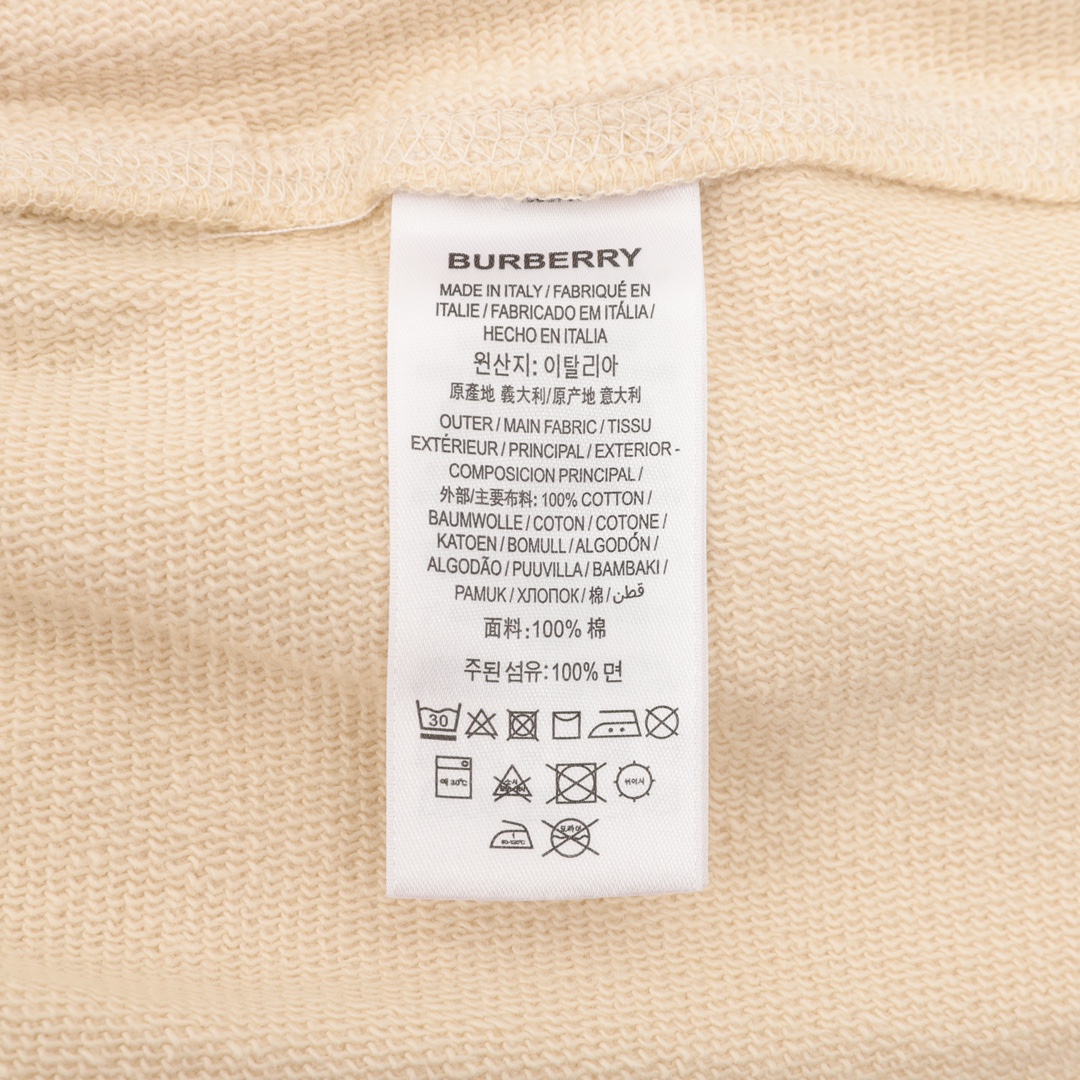 BURBERRY
MADE IN ITALY / FABRIQUÉ EN
ITALIE / FABRICADO EM ITÁLIA /
HECHO EN ITALIA
원산지: 이탈리아
原產地 義大利/原产地 意大利
OUTER / MAIN FABRIC / TISSU
EXTÉRIEUR / PRINCIPAL / EXTERIOR -
COMPOSICION PRINCIPAL /
外部/主要布料: 100% COTTON /
BAUMWOLLE / COTON / COTONE /
KATOEN / BOMULL / ALGODÓN /
ALGODÃO / PUUVILLA / BAMBAKI /
PAMUK / ХЛОПОК / 棉 / قطن
面料:100% 棉
주된 섬유:100% 면
30